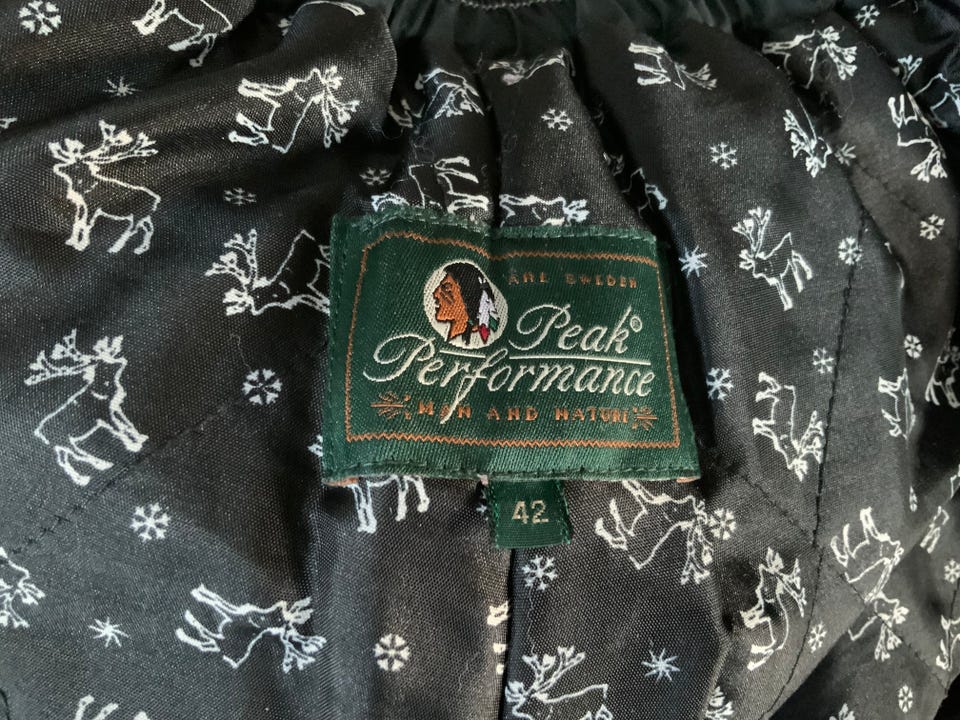 ÅRE SWEDEN
Peak®
Performance
MAN AND NATURE
42